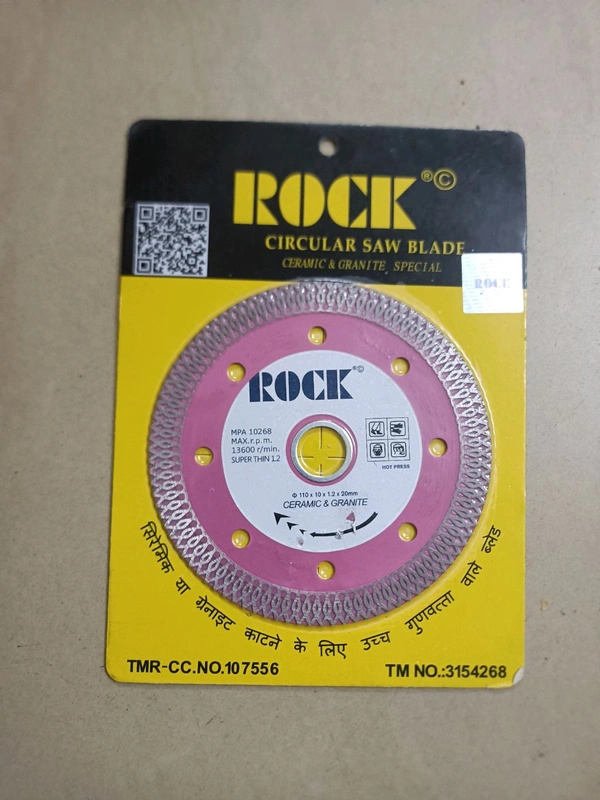 ROCK®©
CIRCULAR SAW BLADE
CERAMIC & GRANITE SPECIAL
ROCK
ROCK®©
MPA 10268
MAX.r.p.m.
13600 r/min.
SUPER THIN 1.2
HOT PRESS
Φ 110 x 10 x 1.2 x 20mm
CERAMIC & GRANITE
सिरेमिक या ग्रेनाइट काटने के लिए उच्च गुणवत्ता वाले ब्लेड
TMR-CC.NO.107556
TM NO.:3154268